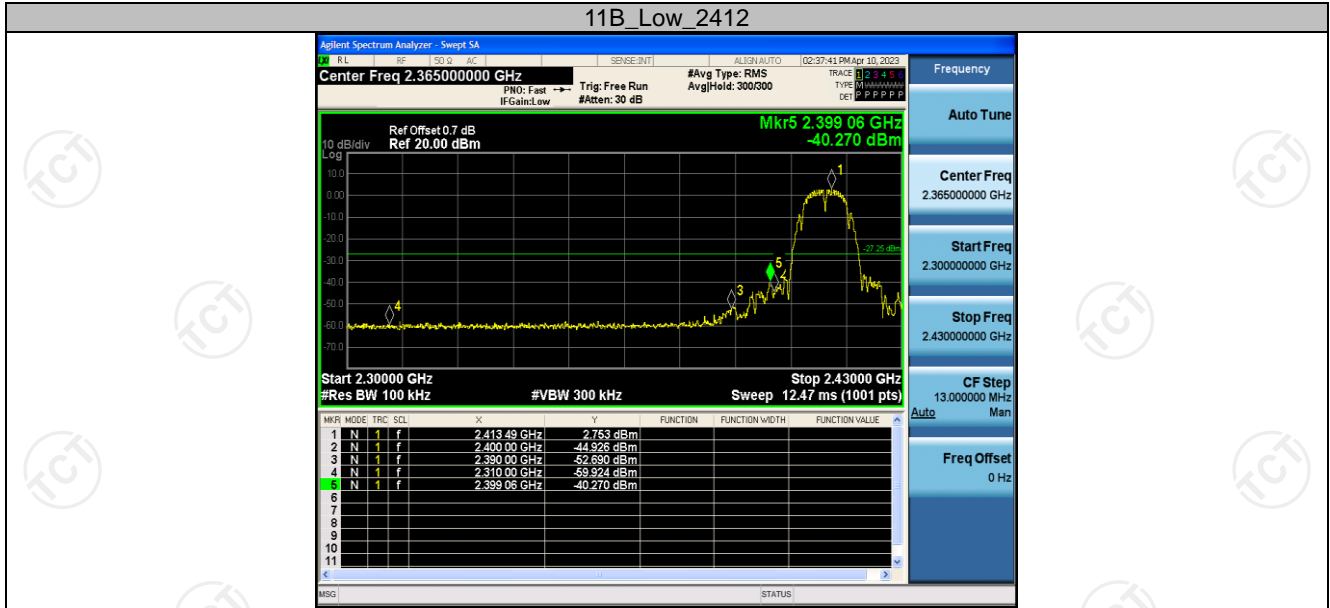 11B_Low_2412
Agilent Spectrum Analyzer - Swept SA
RL RF 50 Ω AC SENSE:INT ALIGN AUTO 02:37:41 PM Apr 10, 2023
Center Freq 2.365000000 GHz
PNO: Fast
IFGain:Low
Trig: Free Run
#Atten: 30 dB
#Avg Type: RMS
Avg|Hold: 300/300
TRACE 1 2 3 4 5 6
TYPE M
DET P P P P P P
Mkr5 2.399 06 GHz
-40.270 dBm
Ref Offset 0.7 dB
10 dB/div Ref 20.00 dBm
Log
10.0
0.00
-10.0
-20.0
-30.0
-40.0
-50.0
-60.0
-70.0
1
-27.25 dBm
5
2
3
4
Start 2.30000 GHz Stop 2.43000 GHz
#Res BW 100 kHz #VBW 300 kHz Sweep 12.47 ms (1001 pts)
MKR MODE TRC SCL X Y FUNCTION FUNCTION WIDTH FUNCTION VALUE
1 N 1 f 2.413 49 GHz 2.753 dBm
2 N 1 f 2.400 00 GHz -44.926 dBm
3 N 1 f 2.390 00 GHz -52.690 dBm
4 N 1 f 2.310 00 GHz -59.924 dBm
5 N 1 f 2.399 06 GHz -40.270 dBm
6
7
8
9
10
11
MSG STATUS
Frequency
Auto Tune
Center Freq
2.365000000 GHz
Start Freq
2.300000000 GHz
Stop Freq
2.430000000 GHz
CF Step
13.000000 MHz
Auto Man
Freq Offset
0 Hz
TCT
TCT
TCT
TCT
TCT
TCT